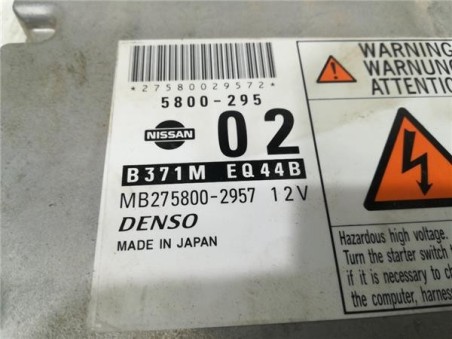 *27580029572*
5800-295
NISSAN
02
B371M EQ44B
MB275800-2957 12V
DENSO
MADE IN JAPAN
WARNING
WARNUNG
ATTENTI
Hazardous high voltage.
Turn the starter switch
if it is necessary to
the computer, harness